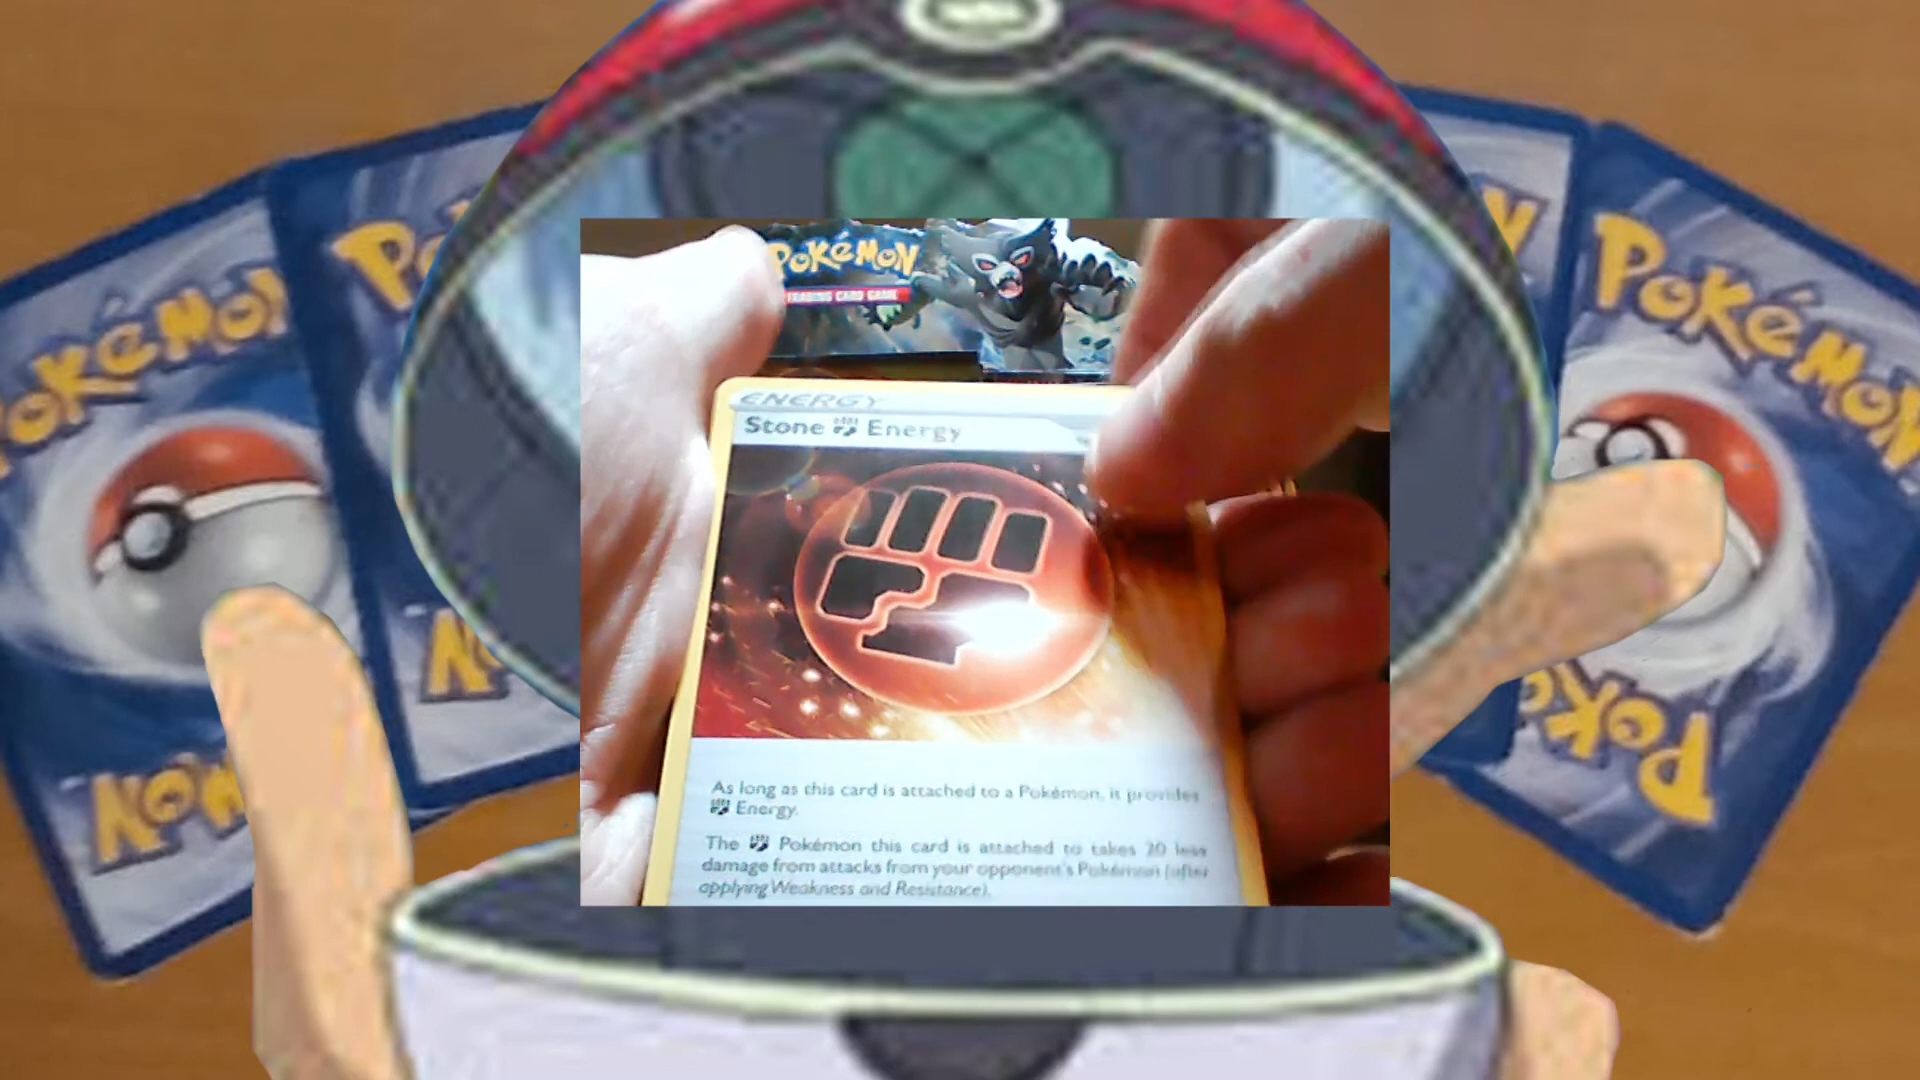 POKÉMON
TRADING CARD GAME
ENERGY
Stone Energy
As long as this card is attached to a Pokémon, it provides
Energy.
The Pokémon this card is attached to takes 20 less
damage from attacks from your opponent's Pokémon (after
applying Weakness and Resistance).
POKéMON
Po
POKéMON
Poké